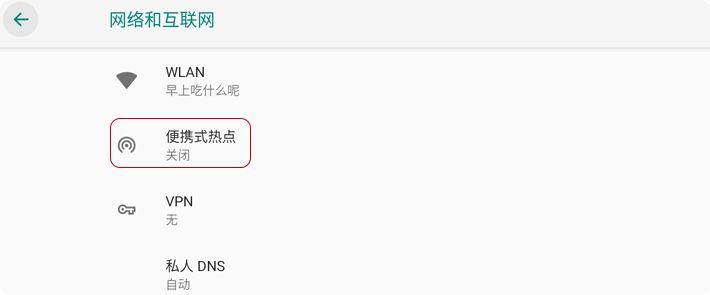 网络和互联网
WLAN
早上吃什么呢
便携式热点
关闭
VPN
无
私人 DNS
自动